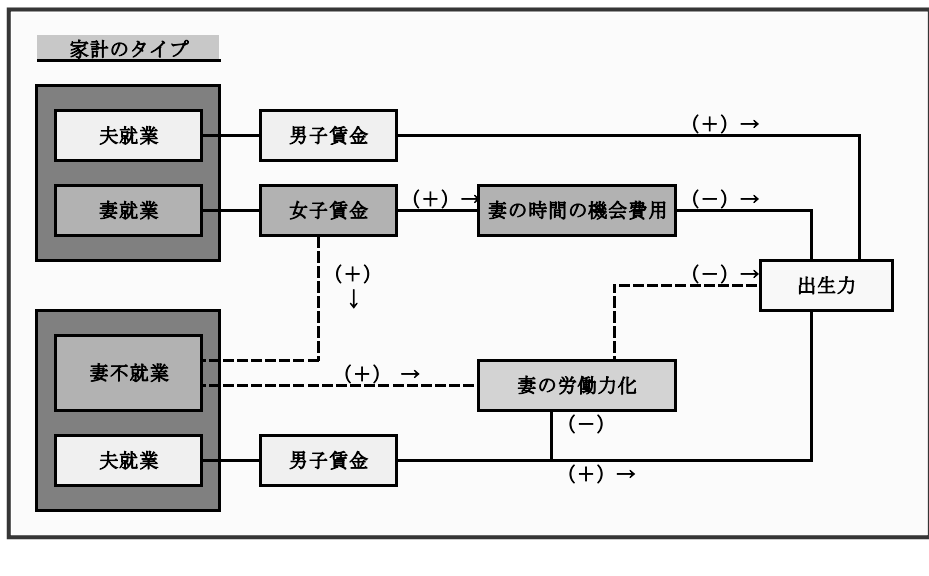 家計のタイプ
夫就業
男子賃金
(+) →
妻就業
女子賃金
(+) →
妻の時間の機会費用
(-) →
(+)
↓
(-) →
出生力
妻不就業
(+) →
妻の労働力化
(-)
夫就業
男子賃金
(+) →